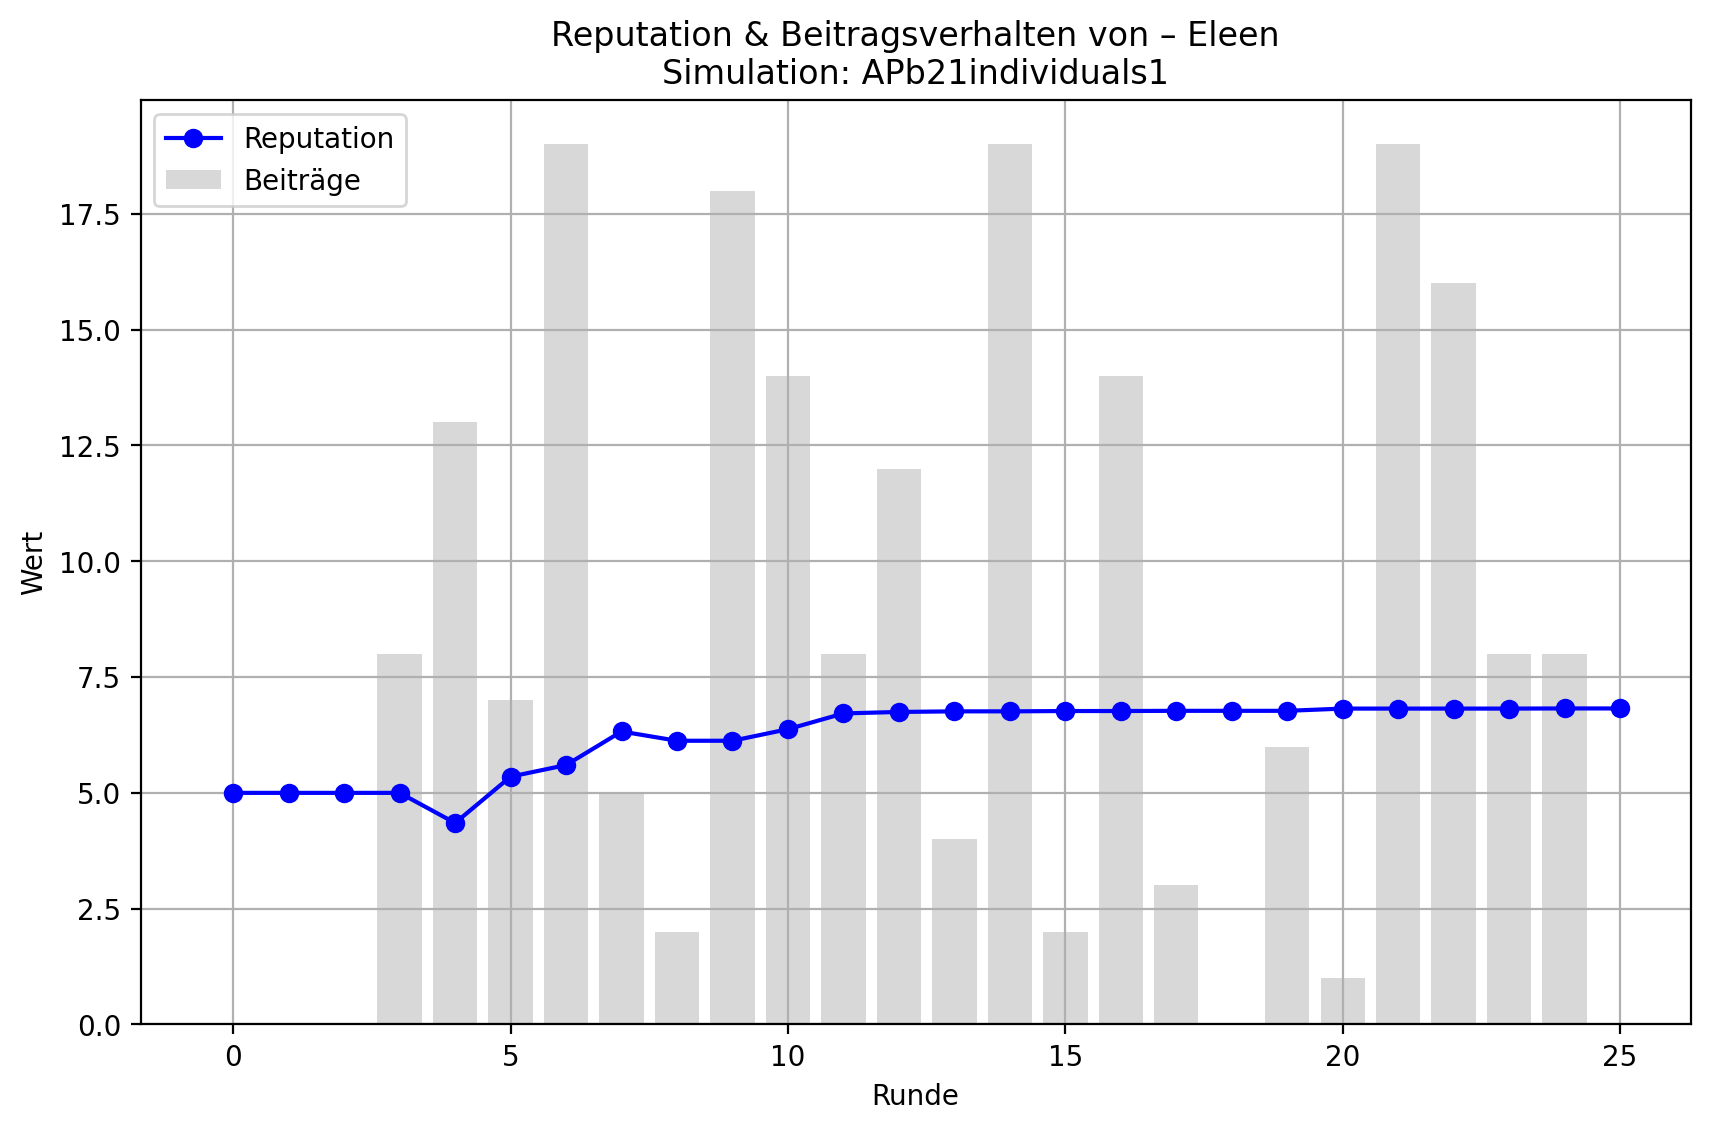 Reputation & Beitragsverhalten von – Eleen
Simulation: APb21individuals1
Reputation
Beiträge
17.5
15.0
12.5
10.0
7.5
5.0
2.5
0.0
Wert
0 5 10 15 20 25
Runde